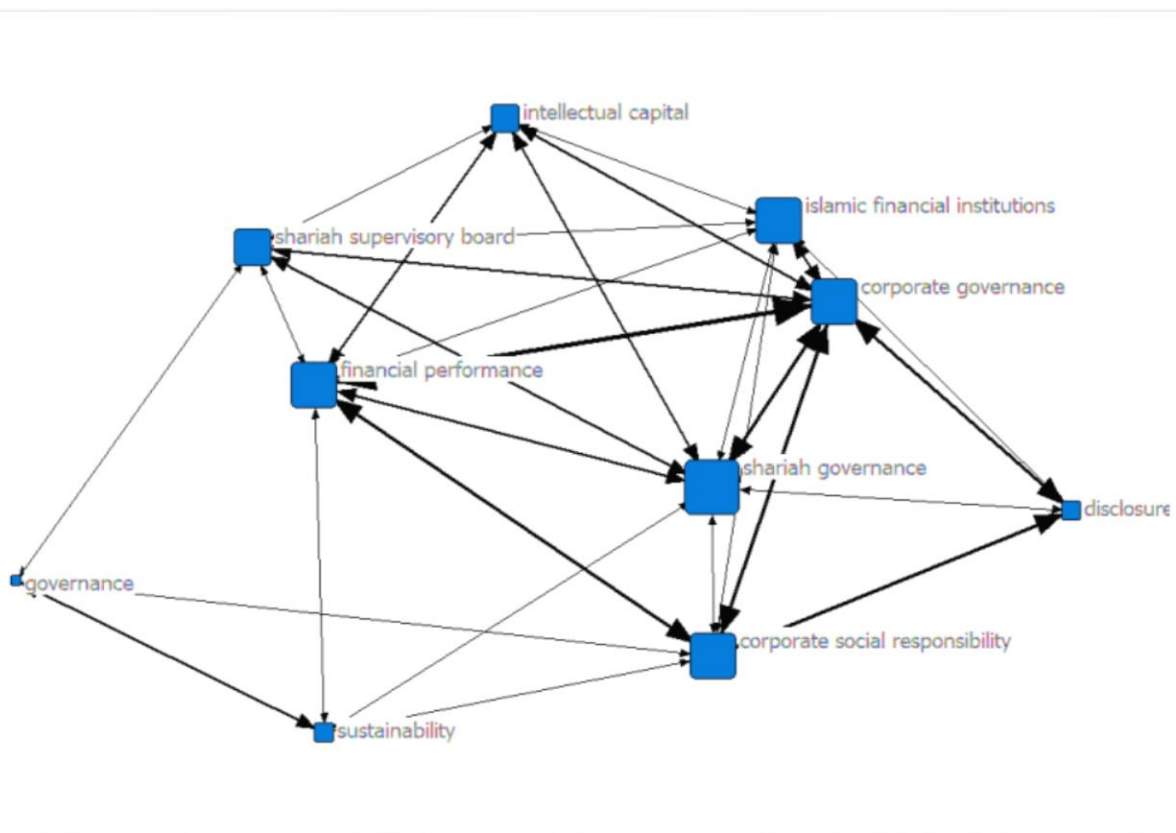 intellectual capital
islamic financial institutions
shariah supervisory board
corporate governance
financial performance
shariah governance
disclosure
governance
corporate social responsibility
sustainability